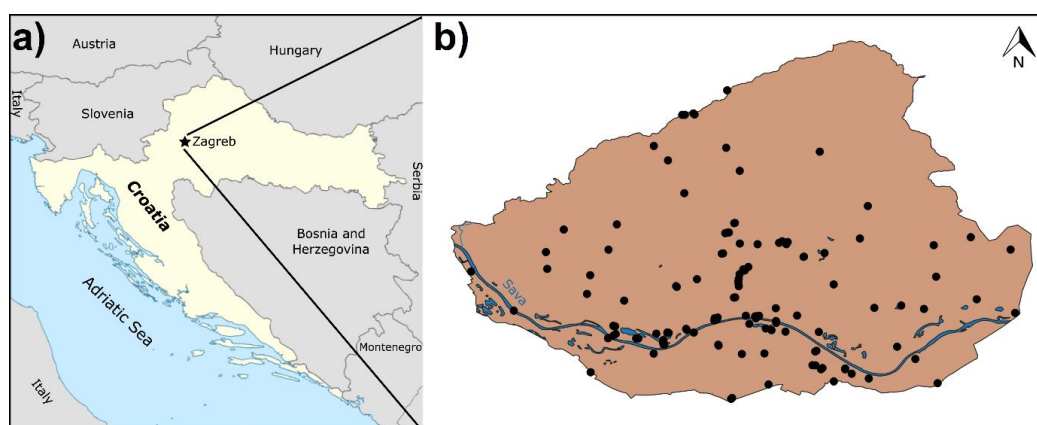 a)
Austria
Hungary
Italy
Slovenia
Zagreb
Croatia
Serbia
Bosnia and
Herzegovina
Adriatic Sea
Montenegro
Italy
b)
N
Sava